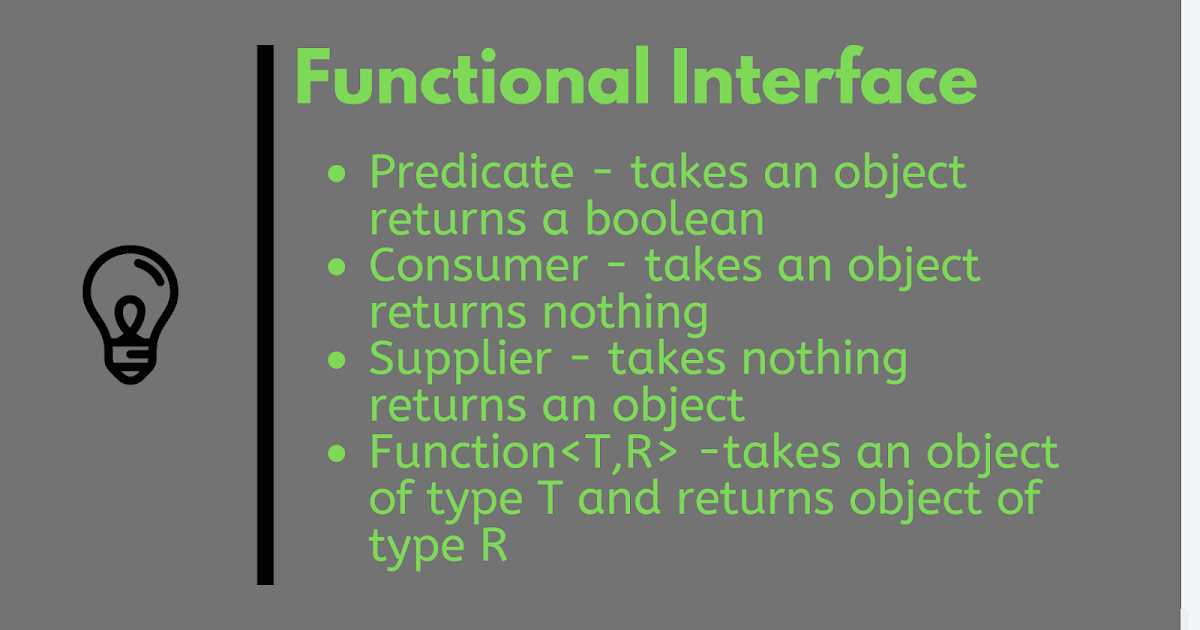 Functional Interface
• Predicate - takes an object
returns a boolean
• Consumer - takes an object
returns nothing
• Supplier - takes nothing
returns an object
• Function<T,R> -takes an object
of type T and returns object of
type R